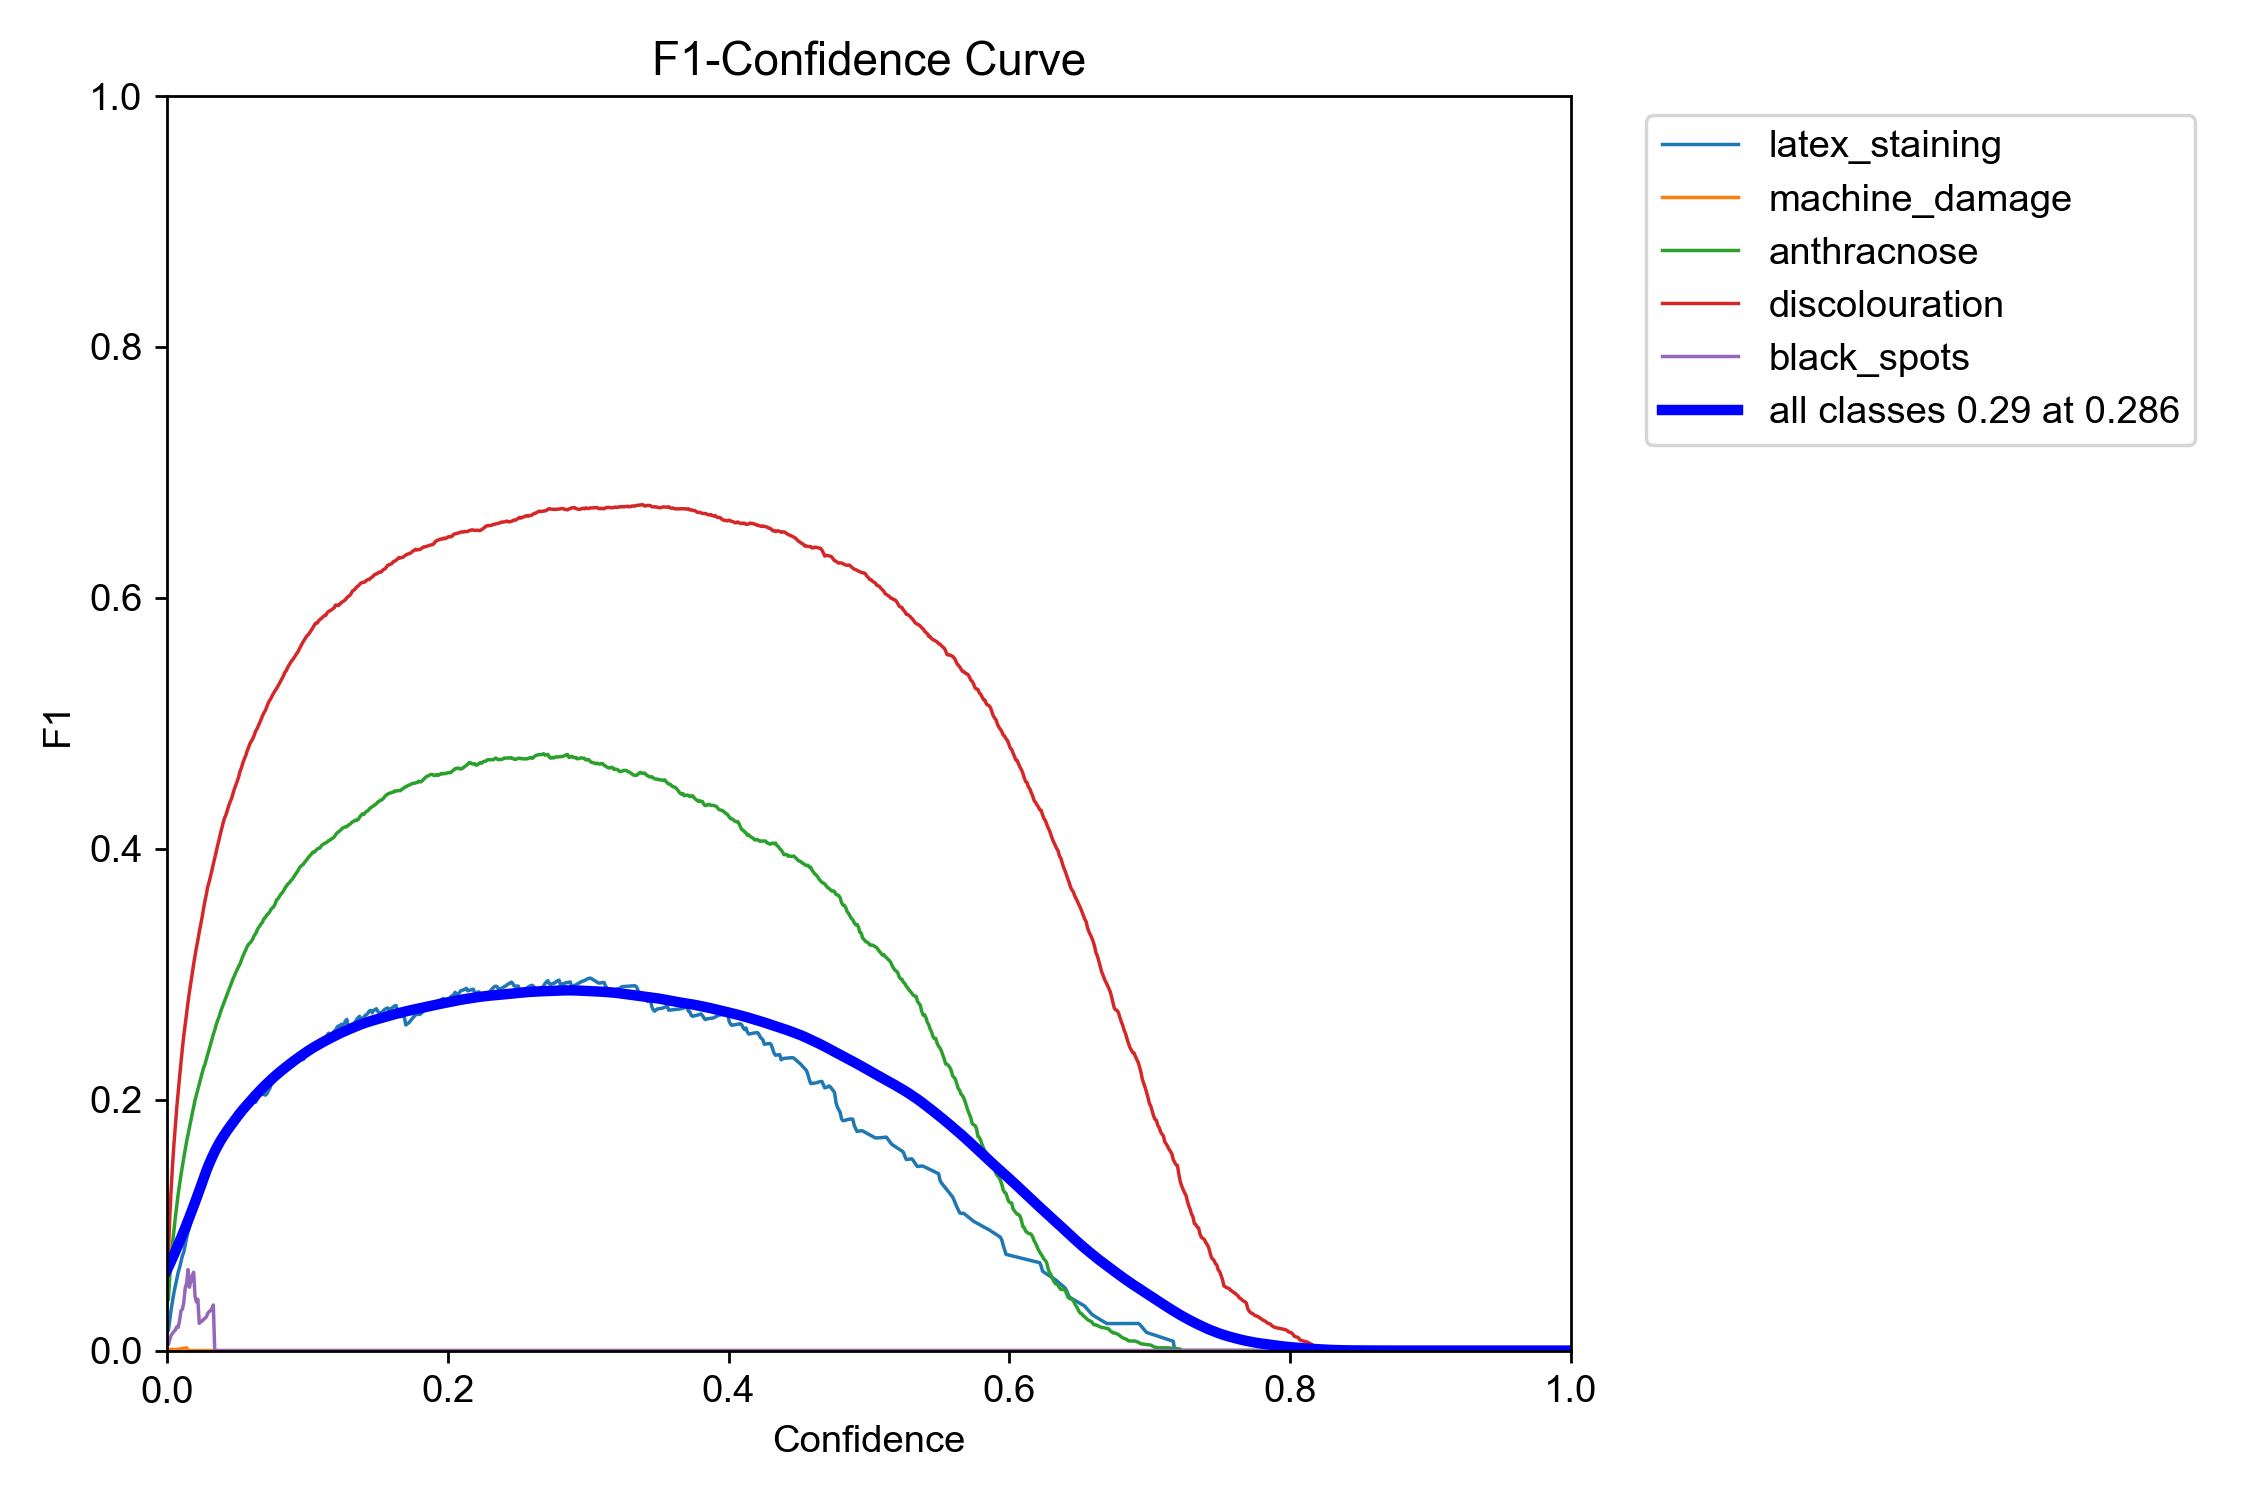 F1-Confidence Curve
1.0
0.8
0.6
0.4
0.2
0.0
F1
0.0 0.2 0.4 0.6 0.8 1.0
Confidence
latex_staining
machine_damage
anthracnose
discolouration
black_spots
all classes 0.29 at 0.286